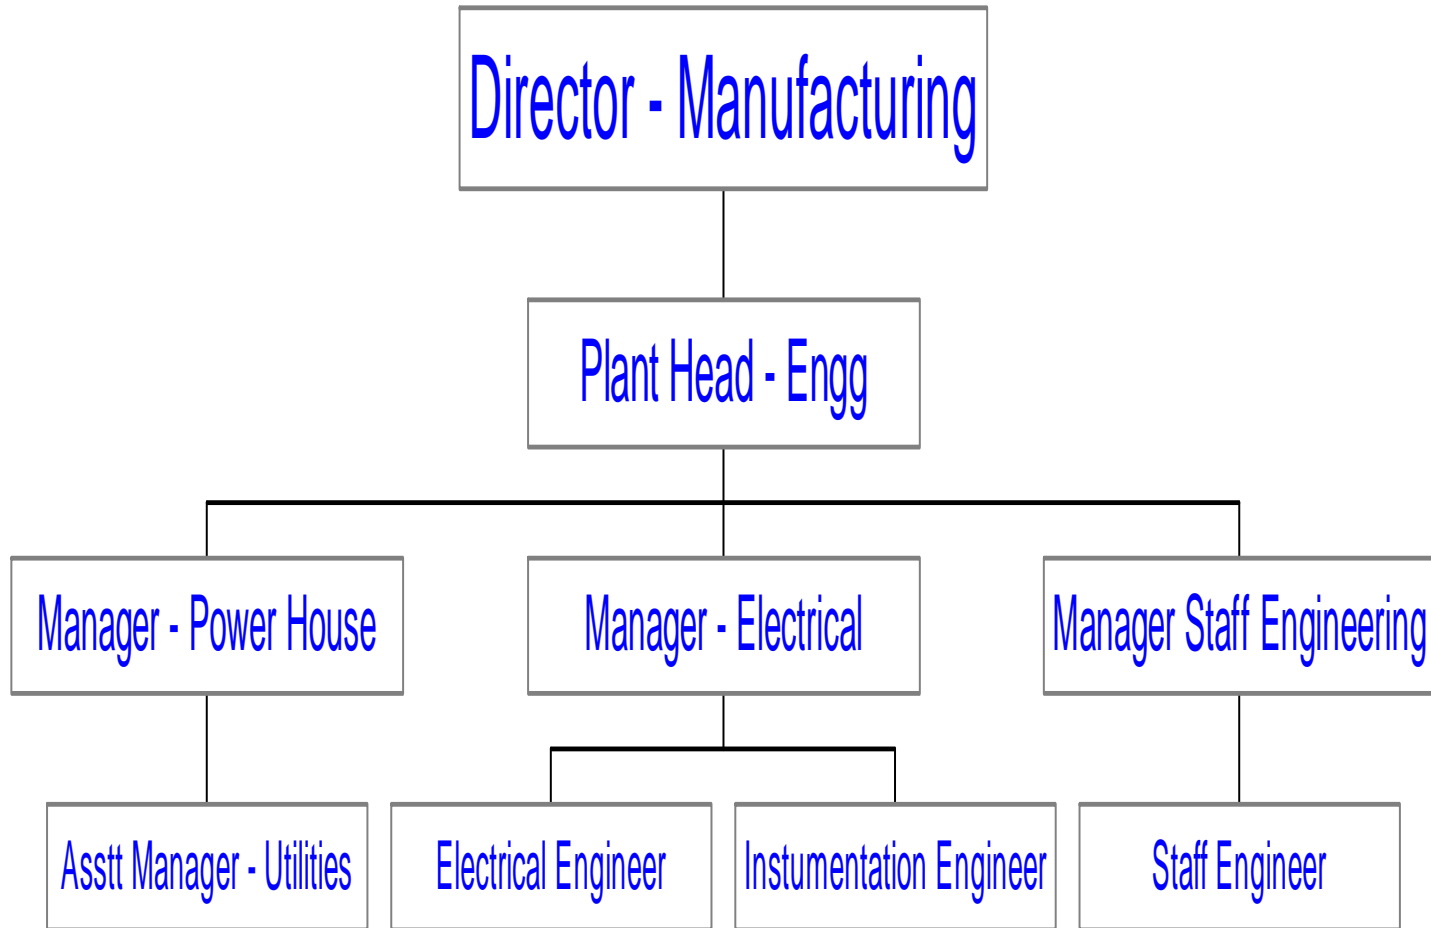 Director - Manufacturing
Plant Head - Engg
Manager - Power House
Manager - Electrical
Manager Staff Engineering
Asstt Manager - Utilities
Electrical Engineer
Instumentation Engineer
Staff Engineer